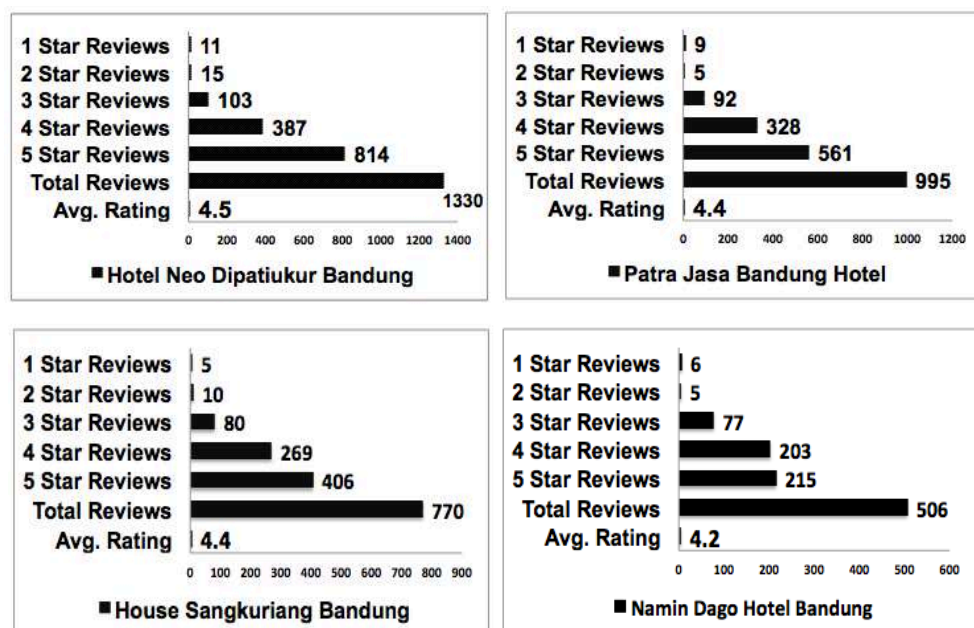 1 Star Reviews 11
2 Star Reviews 15
3 Star Reviews 103
4 Star Reviews 387
5 Star Reviews 814
Total Reviews 1330
Avg. Rating 4.5
0 200 400 600 800 1000 1200 1400
Hotel Neo Dipatiukur Bandung
1 Star Reviews 9
2 Star Reviews 5
3 Star Reviews 92
4 Star Reviews 328
5 Star Reviews 561
Total Reviews 995
Avg. Rating 4.4
0 200 400 600 800 1000 1200
Patra Jasa Bandung Hotel
1 Star Reviews 5
2 Star Reviews 10
3 Star Reviews 80
4 Star Reviews 269
5 Star Reviews 406
Total Reviews 770
Avg. Rating 4.4
0 100 200 300 400 500 600 700 800 900
House Sangkuriang Bandung
1 Star Reviews 6
2 Star Reviews 5
3 Star Reviews 77
4 Star Reviews 203
5 Star Reviews 215
Total Reviews 506
Avg. Rating 4.2
0 100 200 300 400 500 600
Namin Dago Hotel Bandung